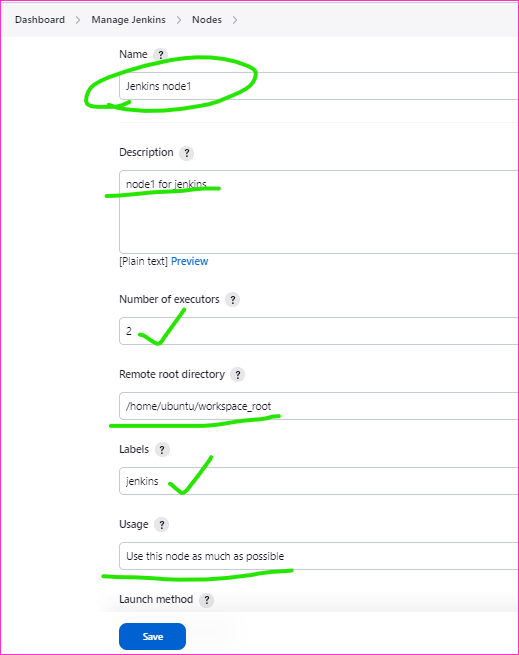 Dashboard > Manage Jenkins > Nodes >
Name ?
Jenkins node1
Description ?
node1 for jenkins
[Plain text] Preview
Number of executors ?
2
Remote root directory ?
/home/ubuntu/workspace_root
Labels ?
jenkins
Usage ?
Use this node as much as possible
Launch method ?
Save